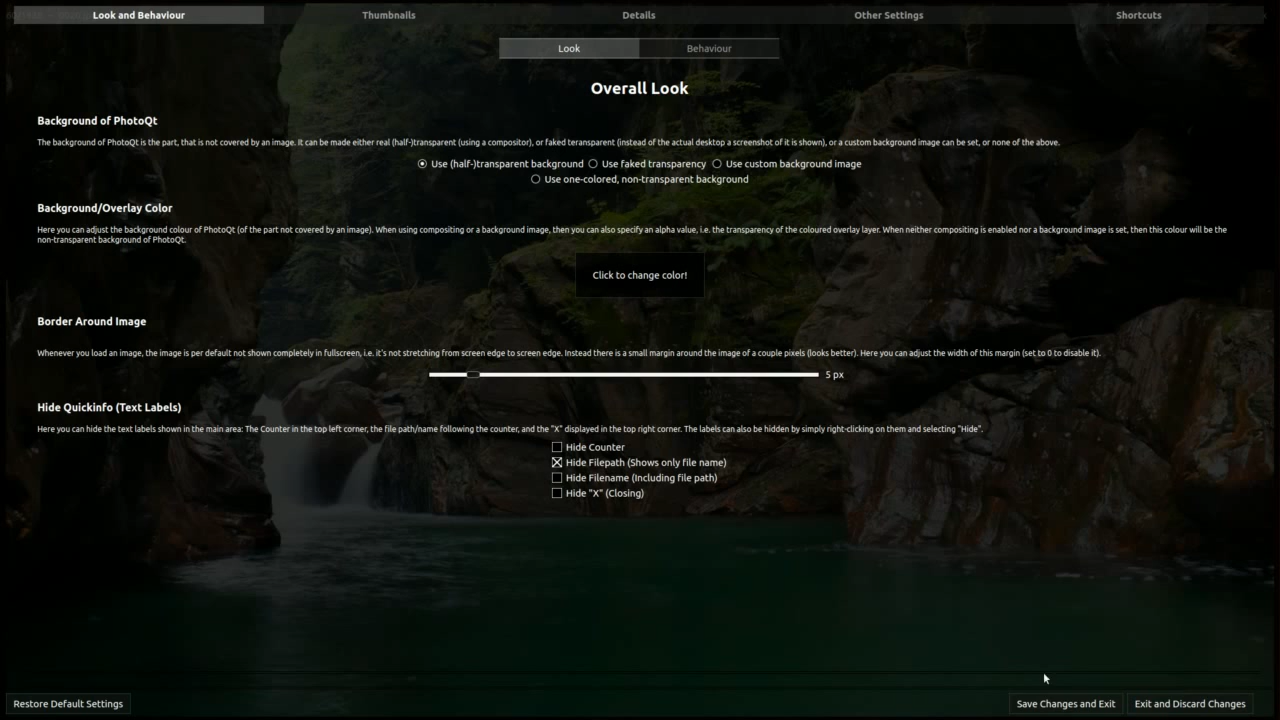 Look and Behaviour
Thumbnails
Details
Other Settings
Shortcuts
Look
Behaviour
Overall Look
Background of PhotoQt
The background of PhotoQt is the part, that is not covered by an image. It can be made either real (half-)transparent (using a compositor), or faked teransparent (instead of the actual desktop a screenshot of it is shown), or a custom background image can be set, or none of the above.
Use (half-)transparent background
Use faked transparency
Use custom background image
Use one-colored, non-transparent background
Background/Overlay Color
Here you can adjust the background colour of PhotoQt (of the part not covered by an image). When using compositing or a background image, then you can also specify an alpha value, i.e. the transparency of the coloured overlay layer. When neither compositing is enabled nor a background image is set, then this colour will be the
non-transparent background of PhotoQt.
Click to change color!
Border Around Image
Whenever you load an image, the image is per default not shown completely in fullscreen, i.e. it's not stretching from screen edge to screen edge. Instead there is a small margin around the image of a couple pixels (looks better). Here you can adjust the width of this margin (set to 0 to disable it).
5 px
Hide Quickinfo (Text Labels)
Here you can hide the text labels shown in the main area: The Counter in the top left corner, the file path/name following the counter, and the "X" displayed in the top right corner. The labels can also be hidden by simply right-clicking on them and selecting "Hide".
Hide Counter
Hide Filepath (Shows only file name)
Hide Filename (Including file path)
Hide "X" (Closing)
Restore Default Settings
Save Changes and Exit
Exit and Discard Changes